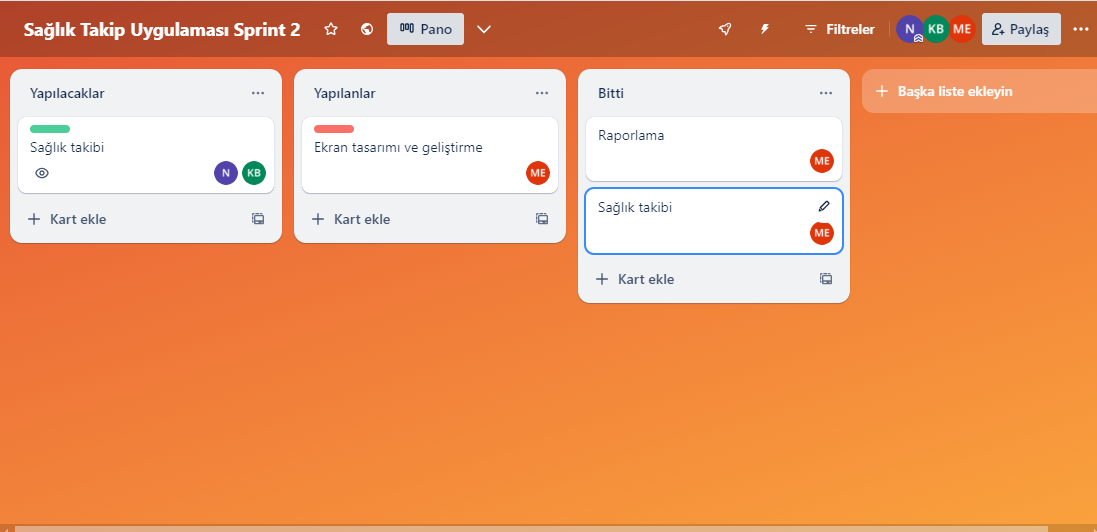 Sağlık Takip Uygulaması Sprint 2
Pano
Filtreler
N
KB
ME
Paylaş
Yapılacaklar
Sağlık takibi
N
KB
Kart ekle
Yapılanlar
Ekran tasarımı ve geliştirme
ME
Kart ekle
Bitti
Raporlama
ME
Sağlık takibi
ME
Kart ekle
Başka liste ekleyin